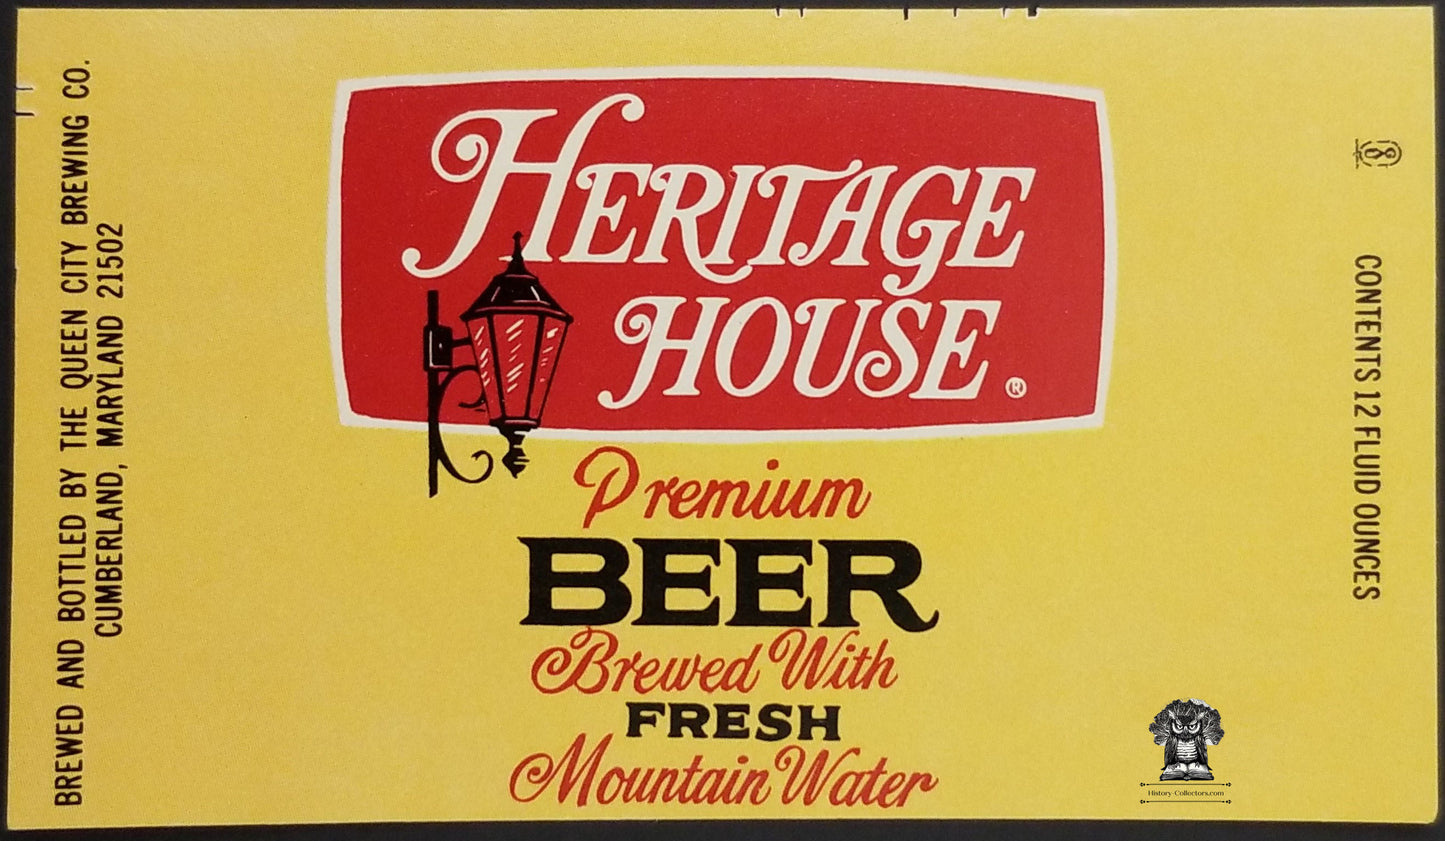 BREWED AND BOTTLED BY THE QUEEN CITY BREWING CO.
CUMBERLAND, MARYLAND 21502
HERITAGE
HOUSE®
Premium
BEER
Brewed With
FRESH
Mountain Water
CONTENTS 12 FLUID OUNCES
History-Collectors.com